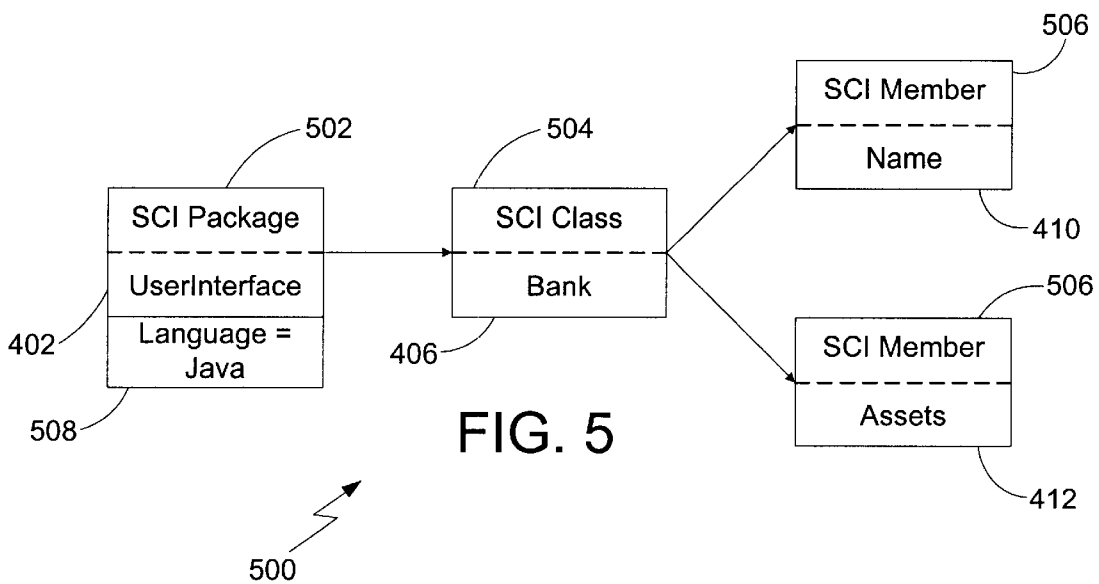 506
SCI Member
Name
410
502
504
SCI Package
UserInterface
Language =
Java
402
508
SCI Class
Bank
406
506
SCI Member
Assets
412
FIG. 5
500